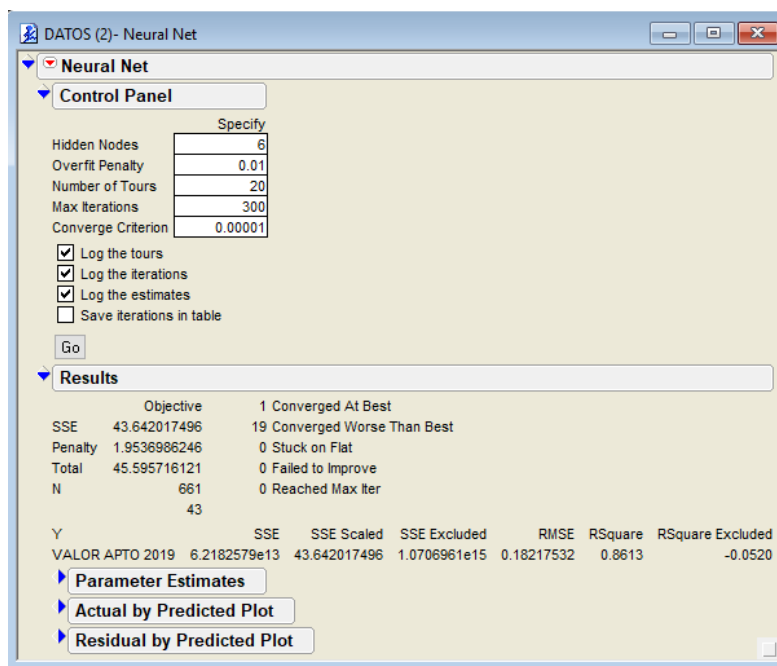 DATOS (2)- Neural Net
Neural Net
Control Panel
Specify
Hidden Nodes 6
Overfit Penalty 0.01
Number of Tours 20
Max Iterations 300
Converge Criterion 0.00001
Log the tours
Log the iterations
Log the estimates
Save iterations in table
Go
Results
Objective 1 Converged At Best
SSE 43.642017496 19 Converged Worse Than Best
Penalty 1.9536986246 0 Stuck on Flat
Total 45.595716121 0 Failed to Improve
N 661 0 Reached Max Iter
43
Y SSE SSE Scaled SSE Excluded RMSE RSquare RSquare Excluded
VALOR APTO 2019 6.2182579e13 43.642017496 1.0706961e15 0.18217532 0.8613 -0.0520
Parameter Estimates
Actual by Predicted Plot
Residual by Predicted Plot